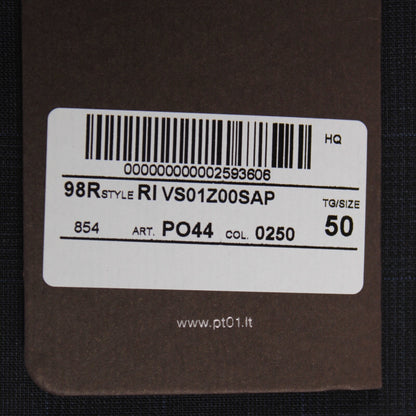 HQ
000000000002593606
98R STYLE RI VS01Z00SAP
TG/SIZE
854 ART. PO44 COL. 0250 50
www.pt01.it